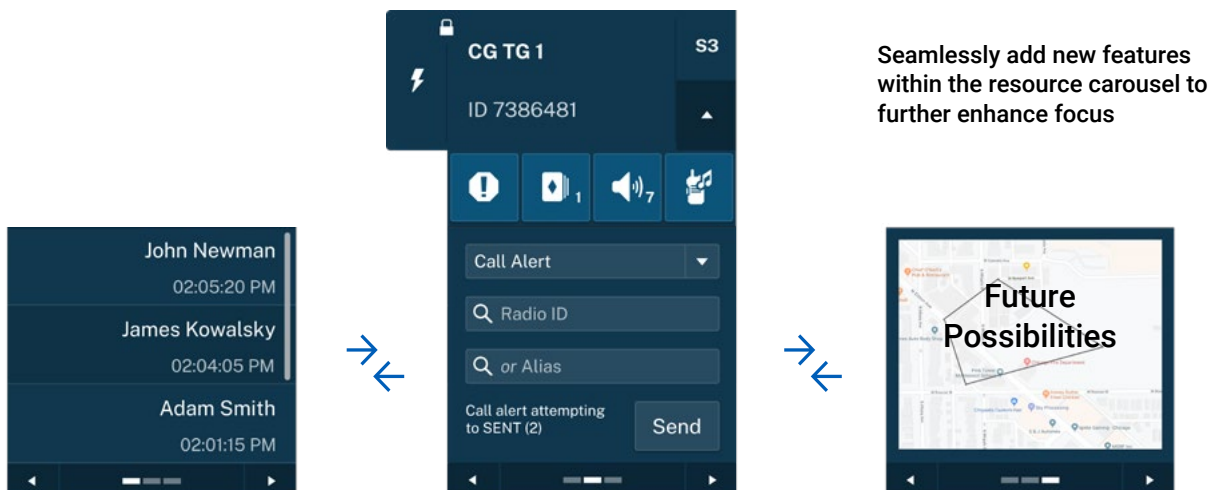 CG TG 1
S3
ID 7386481
1
7
Call Alert
Radio ID
or Alias
Call alert attempting
to SENT (2)
Send
John Newman
02:05:20 PM
James Kowalsky
02:04:05 PM
Adam Smith
02:01:15 PM
Seamlessly add new features
within the resource carousel to
further enhance focus
Future
Possibilities